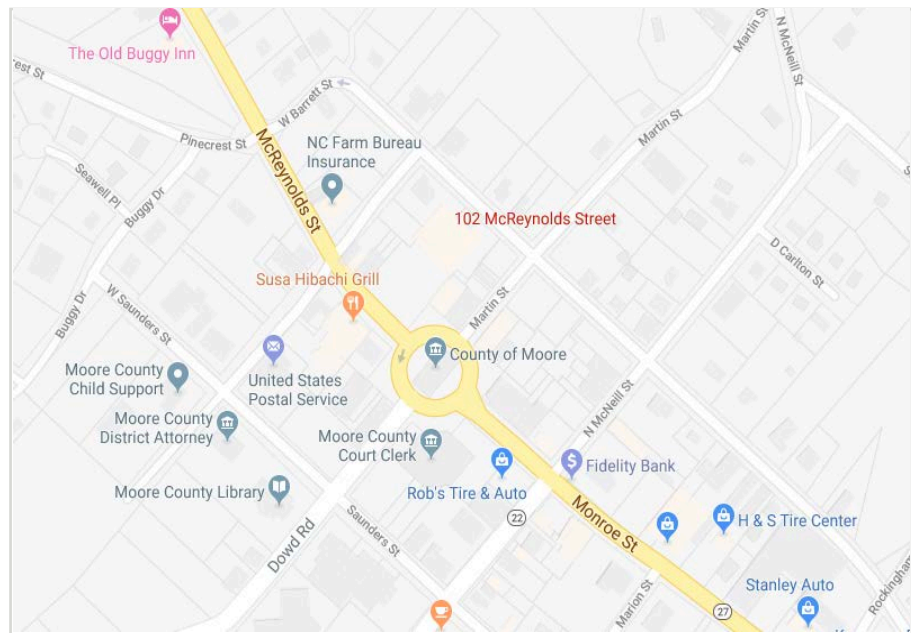 The Old Buggy Inn
Martin St
N McNeill St
est St
W Barrett St
Pinecrest St
McReynolds St
NC Farm Bureau
Insurance
Martin St
Seawell Pl
Buggy Dr
102 McReynolds Street
D Carlton St
Susa Hibachi Grill
W Saunders St
Buggy Dr
Martin St
County of Moore
Moore County
Child Support
United States
Postal Service
N McNeill St
Moore County
District Attorney
Moore County
Court Clerk
Fidelity Bank
Moore County Library
Rob's Tire & Auto
22
Monroe St
H & S Tire Center
Saunders St
Dowd Rd
Marion St
Stanley Auto
Rockingham
27